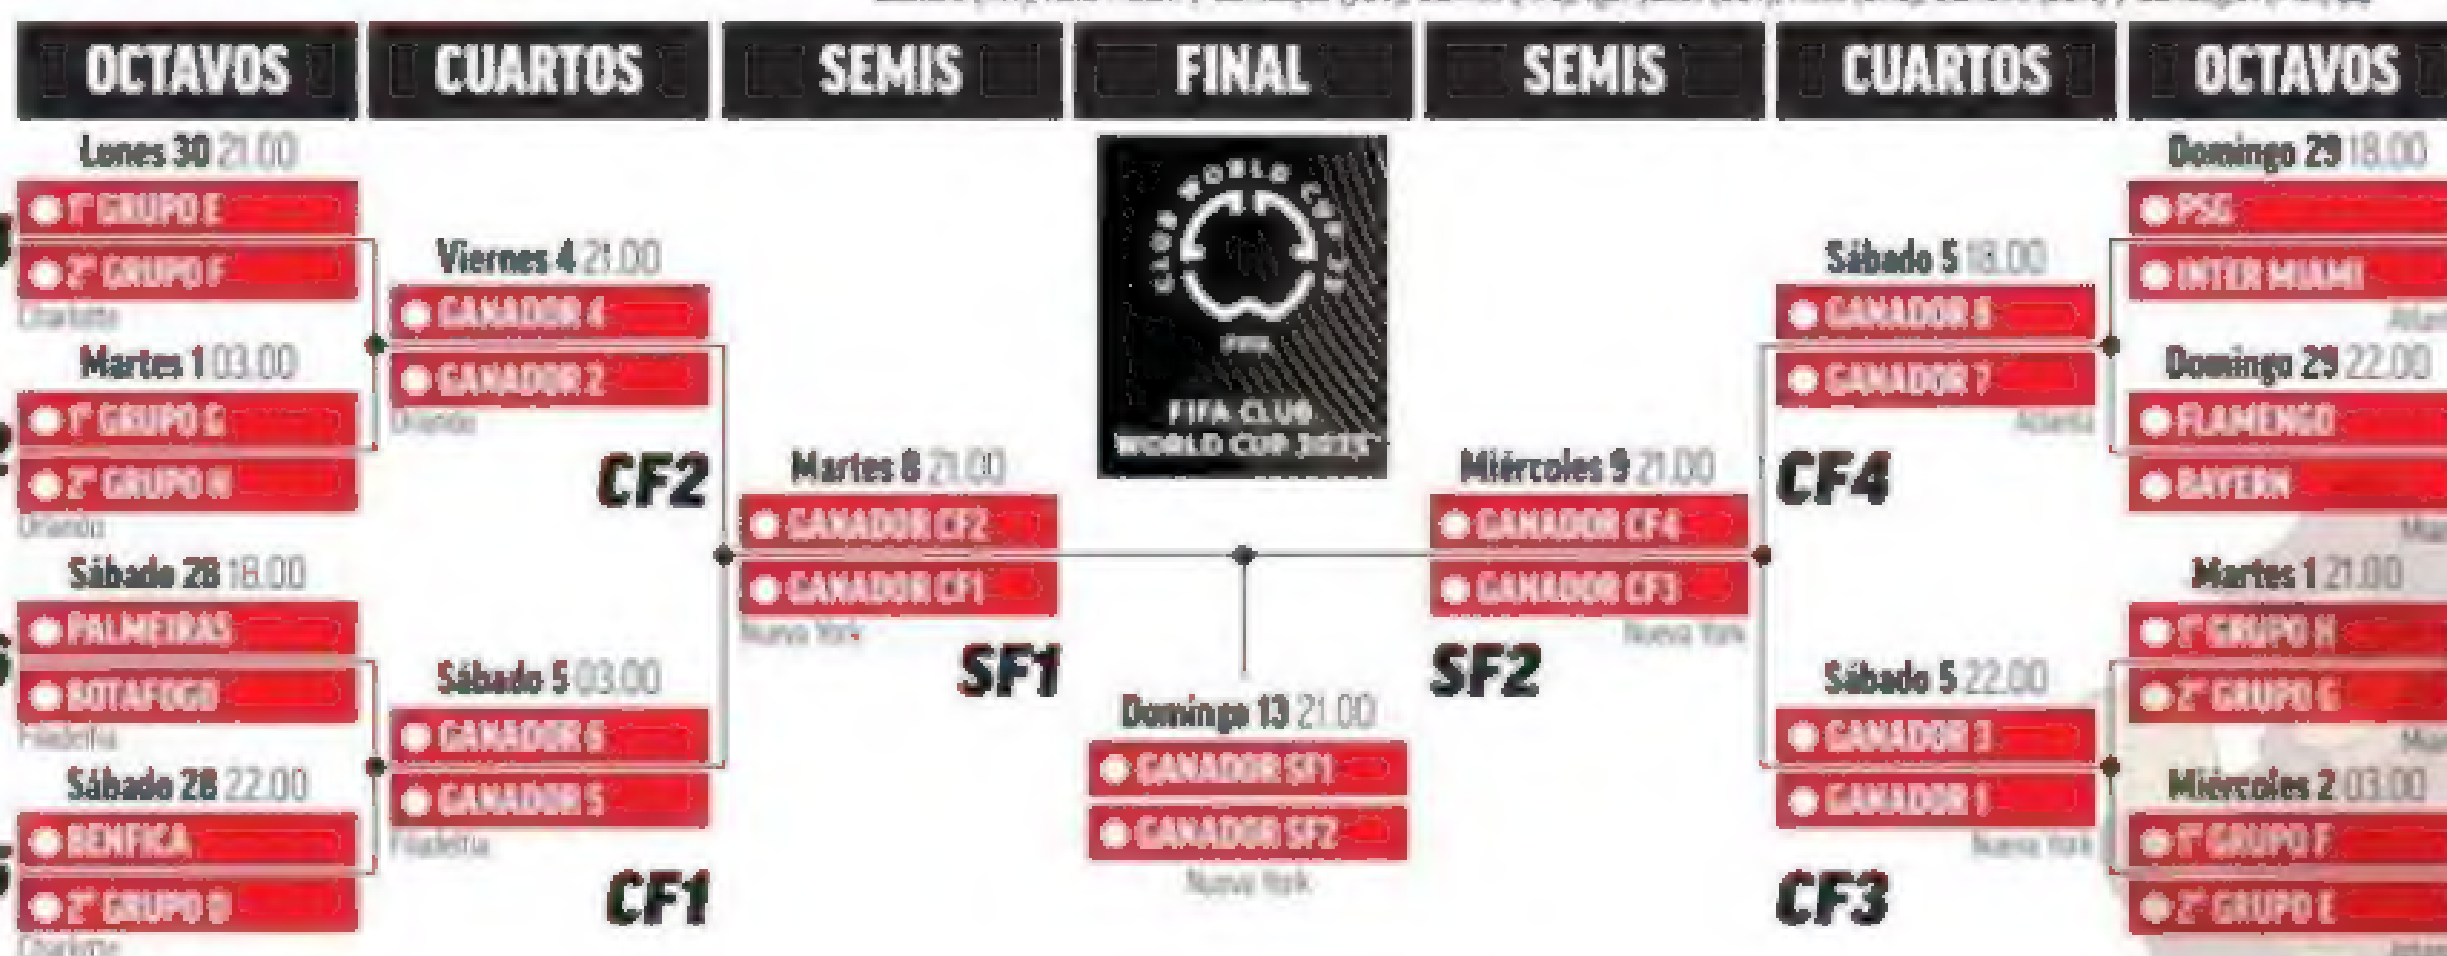 OCTAVOS
CUARTOS
SEMIS
FINAL
SEMIS
CUARTOS
OCTAVOS
Lunes 30 21.00
1º GRUPO E
2º GRUPO F
Charlotte
Martes 1 03.00
1º GRUPO G
2º GRUPO H
Orlando
Sábado 28 18.00
PALMEIRAS
BOTAFOGO
Filadelfia
Sábado 28 22.00
BENFICA
2º GRUPO D
Charlotte
Viernes 4 21.00
GANADOR 4
GANADOR 2
Orlando
CF2
Sábado 5 03.00
GANADOR 6
GANADOR 5
Filadelfia
CF1
Martes 8 21.00
GANADOR CF2
GANADOR CF1
Nueva York
SF1
CLUB WORLD CUP 25
FIFA
FIFA CLUB
WORLD CUP 2025
Domingo 13 21.00
GANADOR SF1
GANADOR SF2
Nueva York
Miércoles 9 21.00
GANADOR CF4
GANADOR CF3
Nueva York
SF2
Sábado 5 18.00
GANADOR 8
GANADOR 7
Atlanta
CF4
Sábado 5 22.00
GANADOR 3
GANADOR 1
Nueva York
CF3
Domingo 29 18.00
PSG
INTER MIAMI
Domingo 29 22.00
FLAMENGO
BAYERN
Martes 1 21.00
1º GRUPO H
2º GRUPO G
Miércoles 2 03.00
1º GRUPO F
2º GRUPO E